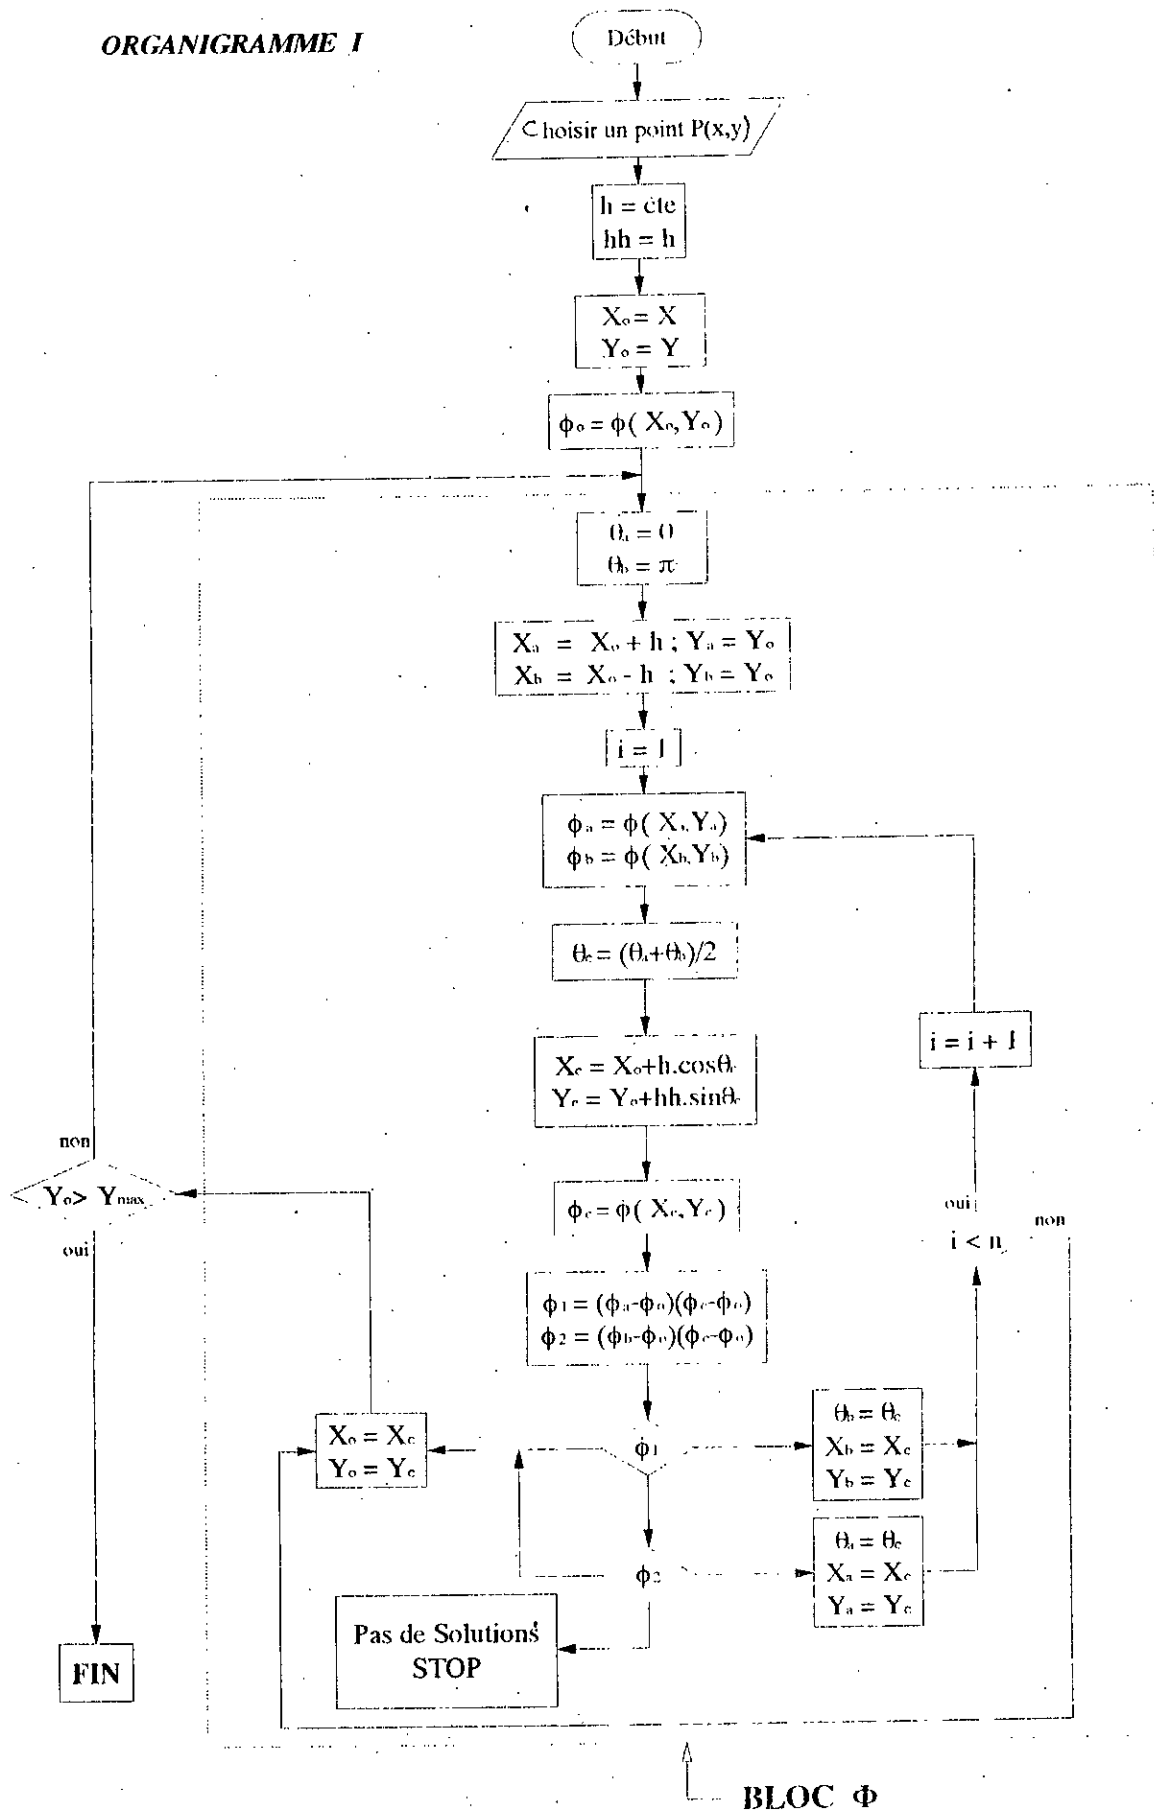 ORGANIGRAMME I
Début
Choisir un point P(x,y)
h = cte
hh = h
Xₒ = X
Yₒ = Y
ϕₒ = ϕ( Xₒ,Yₒ)
θₐ = 0
θb = π
Xₐ = Xₒ + h ; Yₐ = Yₒ
Xb = Xₒ - h ; Yb = Yₒ
i = 1
ϕₐ = ϕ( Xₐ,Yₐ)
ϕb = ϕ( Xb,Yb)
θc = (θₐ+θb)/2
i = i + 1
Xc = Xₒ+h.cosθc
Yc = Yₒ+hh.sinθc
non
Yₒ> Ymax
oui
ϕc = ϕ( Xc,Yc)
oui
non
i < n
ϕ1 = (ϕₐ-ϕₒ)(ϕc-ϕₒ)
ϕ2 = (ϕb-ϕₒ)(ϕc-ϕₒ)
Xₒ = Xc
Yₒ = Yc
ϕ1
θb = θc
Xb = Xc
Yb = Yc
ϕ2
θₐ = θc
Xₐ = Xc
Yₐ = Yc
Pas de Solutions
STOP
FIN
BLOC Φ